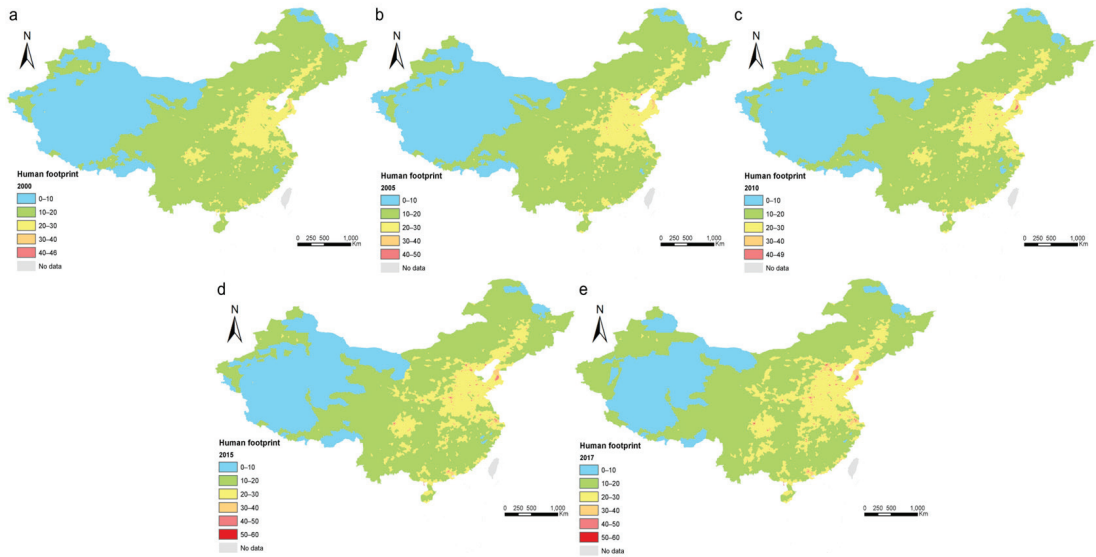 a
N
Human footprint
2000
0–10
10–20
20–30
30–40
40–46
No data
0 250 500 1,000
Km
b
N
Human footprint
2005
0–10
10–20
20–30
30–40
40–50
No data
0 250 500 1,000
Km
c
N
Human footprint
2010
0–10
10–20
20–30
30–40
40–49
No data
0 250 500 1,000
Km
d
N
Human footprint
2015
0–10
10–20
20–30
30–40
40–50
50–60
No data
0 250 500 1,000
Km
e
N
Human footprint
2017
0–10
10–20
20–30
30–40
40–50
50–60
No data
0 250 500 1,000
Km